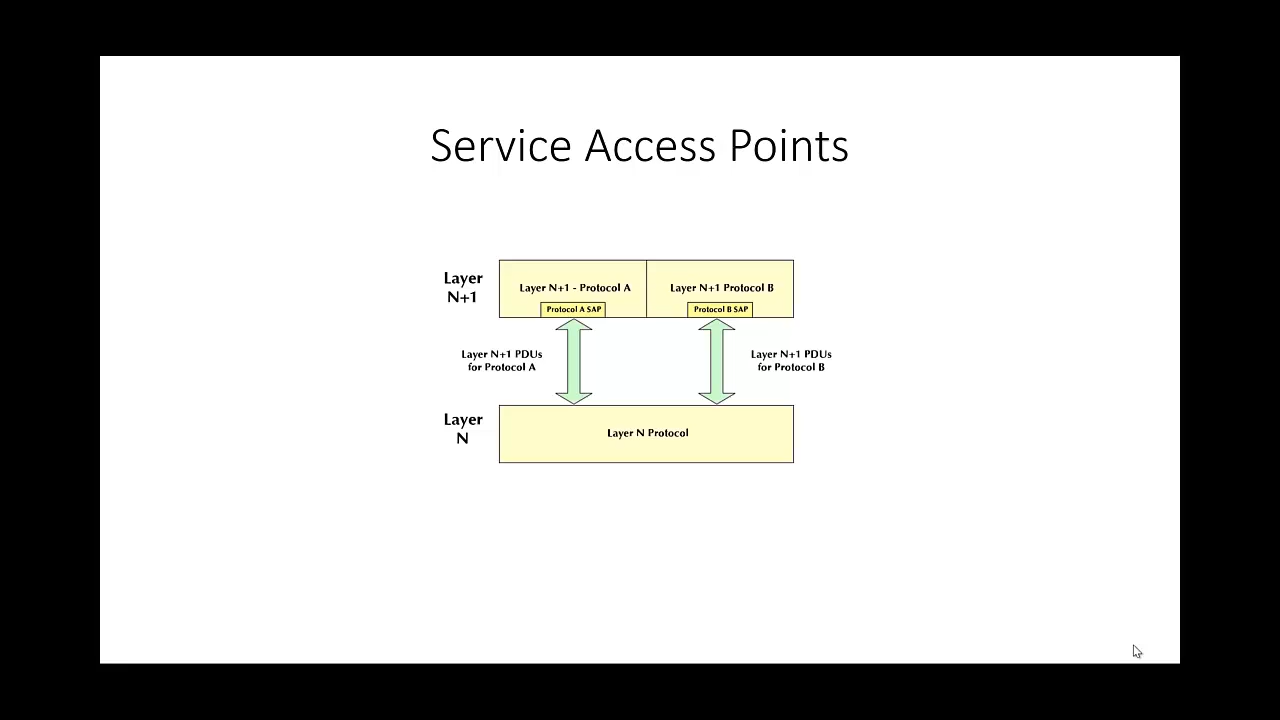 Service Access Points
Layer
N+1
Layer N+1 - Protocol A
Layer N+1 Protocol B
Protocol A SAP
Protocol B SAP
Layer N+1 PDUs
for Protocol A
Layer N+1 PDUs
for Protocol B
Layer
N
Layer N Protocol